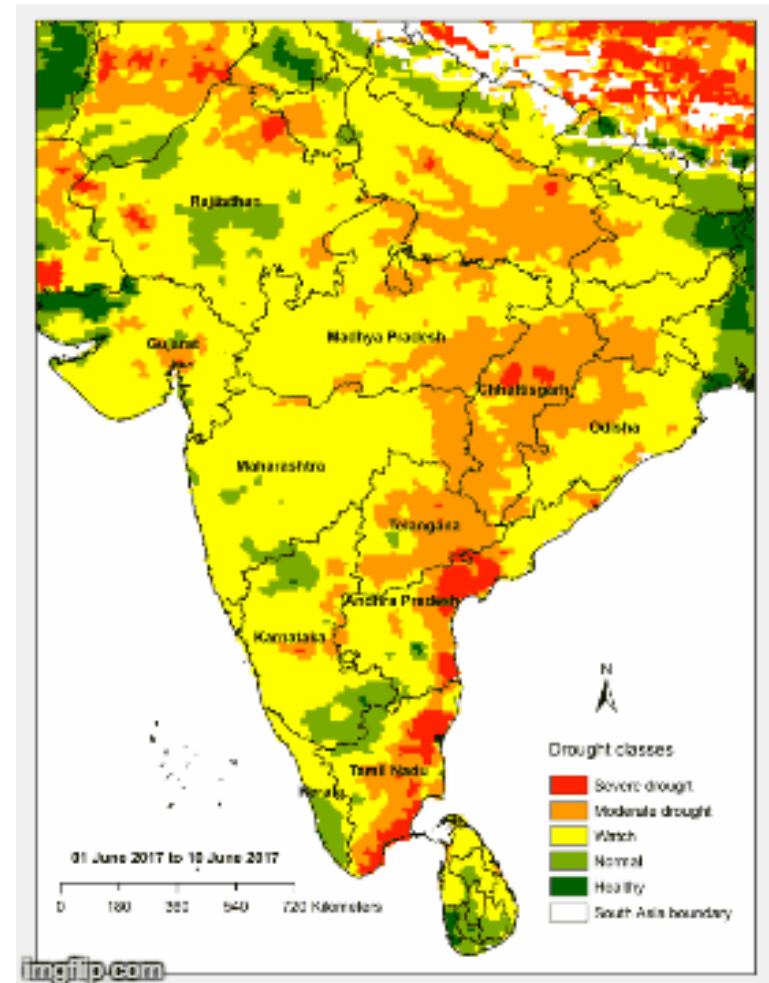 Rajasthan
Madhya Pradesh
Gujarat
Chhattisgarh
Odisha
Maharashtra
Telangana
Andhra Pradesh
Karnataka
N
Drought classes
Tamil Nadu
Kerala
Severe drougrt
Moderate drought
Watch
Normal
Healthy
South Asia boundary
01 June 2017 to 10 June 2017
0 180 360 540 720 Kilometers
imgflip.com